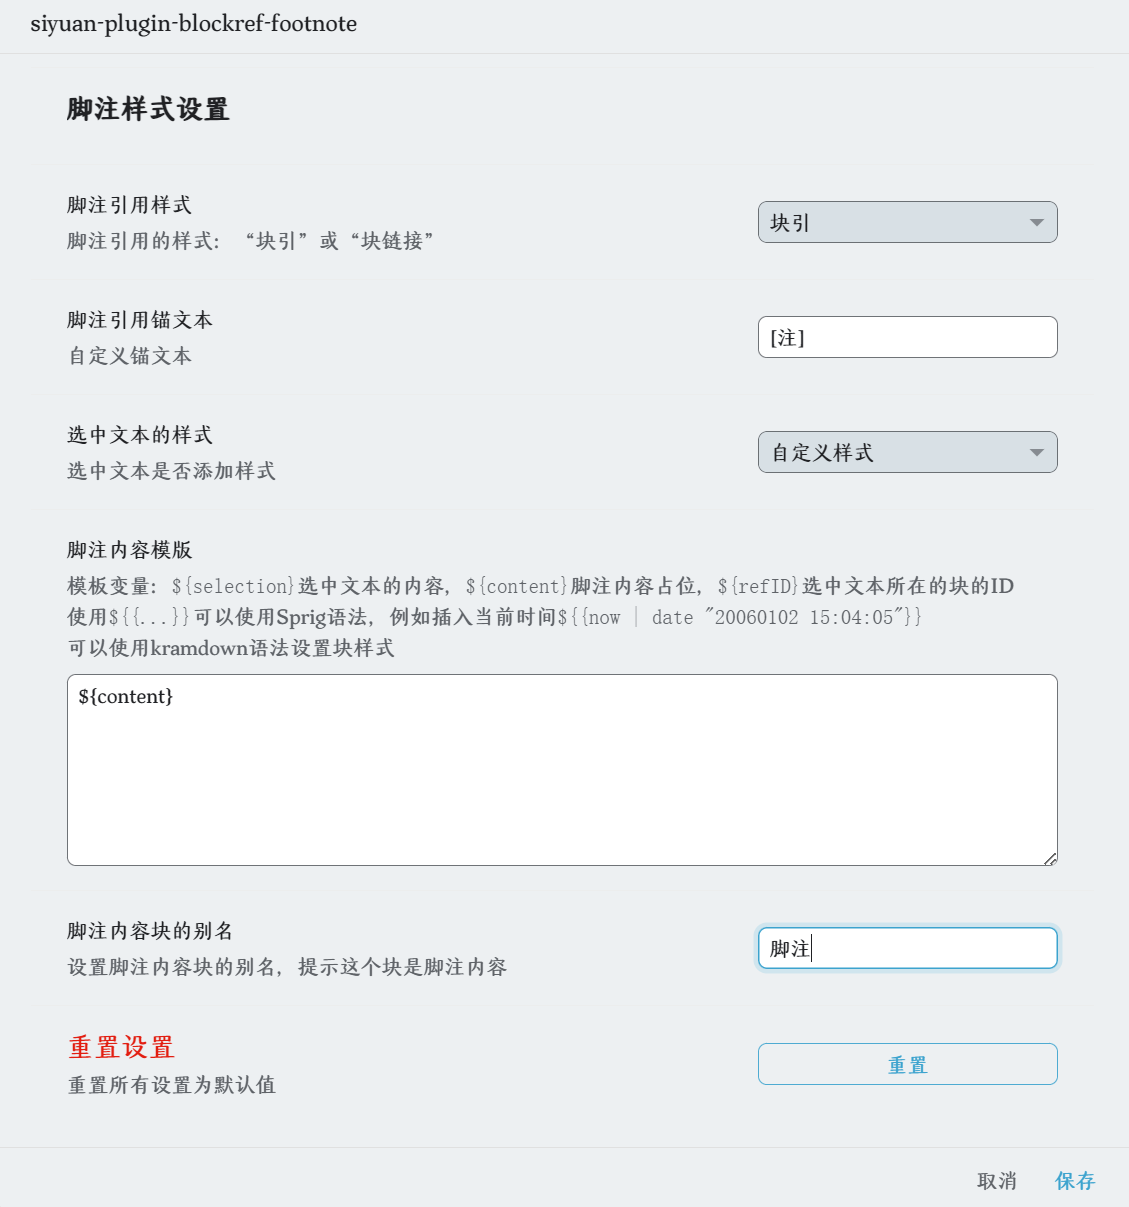 siyuan-plugin-blockref-footnote
脚注样式设置
脚注引用样式
脚注引用的样式：“块引”或“块链接”
块引
脚注引用锚文本
自定义锚文本
[注]
选中文本的样式
选中文本是否添加样式
自定义样式
脚注内容模版
模板变量：${selection}选中文本的内容，${content}脚注内容占位，${refID}选中文本所在的块的ID
使用${{...}}可以使用Sprig语法，例如插入当前时间${{now | date "20060102 15:04:05"}}
可以使用kramdown语法设置块样式
${content}
脚注内容块的别名
设置脚注内容块的别名，提示这个块是脚注内容
脚注
重置设置
重置所有设置为默认值
重置
取消
保存